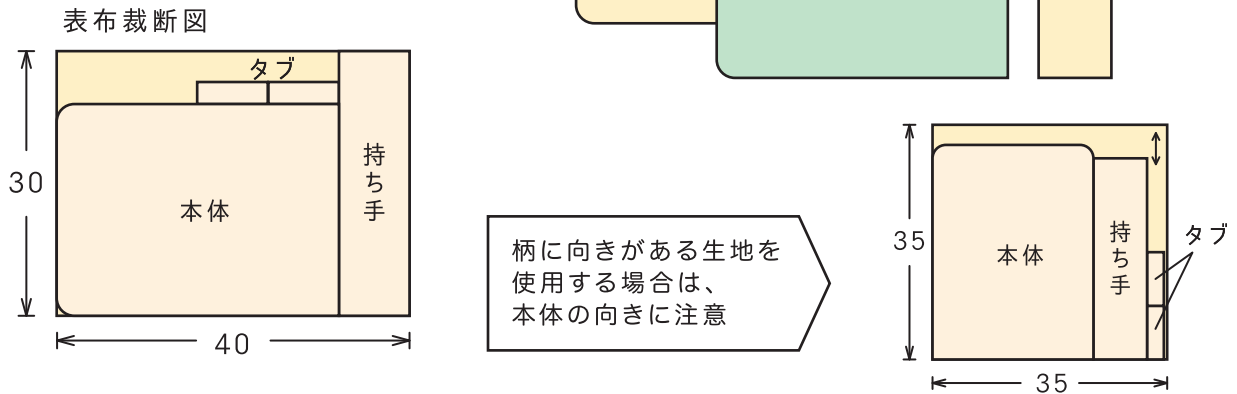 表布裁断図
タブ
持ち手
本体
30
40
柄に向きがある生地を
使用する場合は、
本体の向きに注意
本体
持ち手
タブ
35
35